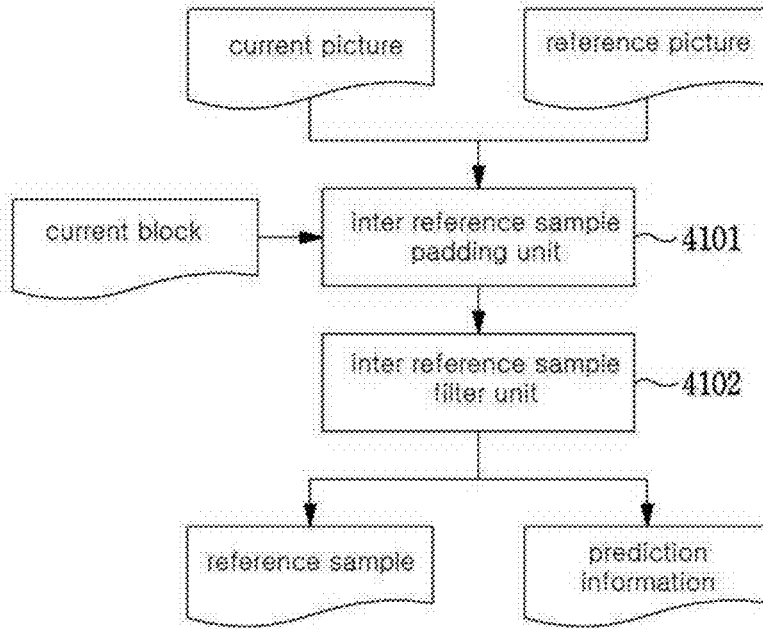 current picture
reference picture
current block
inter reference sample
padding unit
4101
inter reference sample
filter unit
4102
reference sample
prediction
information